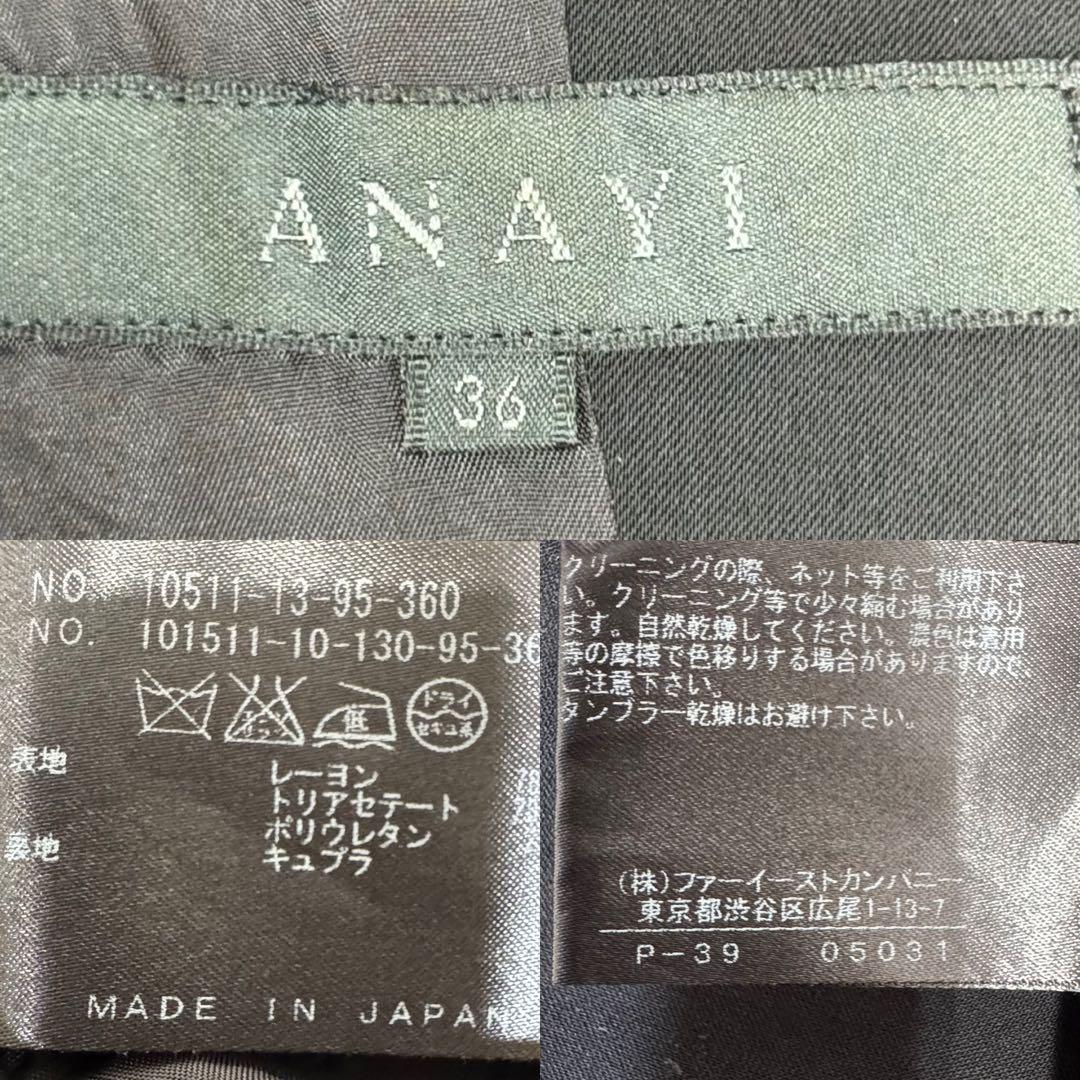 ANAYI
36
NO. 10511-13-95-360
NO. 101511-10-130-95-36
エンソ
低
ドライ
セキユ系
表地
レーヨン
トリアセテート
ポリウレタン
裏地
キュプラ
MADE IN JAPAN
クリーニングの際、ネット等をご利用下さ
い。クリーニング等で少々縮む場合があり
ます。自然乾燥してください。濃色は着用
等の摩擦で色移りする場合がありますので
ご注意下さい。
タンブラー乾燥はお避け下さい。
(株)ファーイーストカンパニー
東京都渋谷区広尾1-13-7
P-39 05031